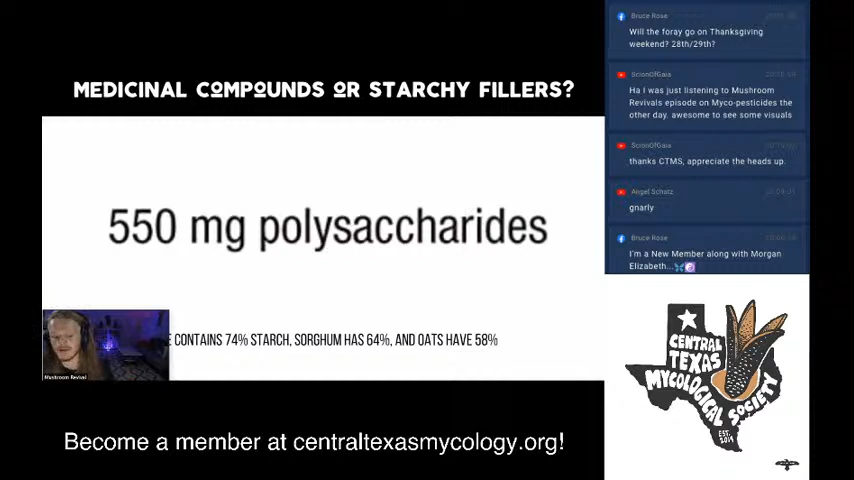 MEDICINAL COMPOUNDS OR STARCHY FILLERS?
550 mg polysaccharides
CONTAINS 74% STARCH, SORGHUM HAS 64%, AND OATS HAVE 58%
Mushroom Revival
Become a member at centraltexasmycology.org!
Bruce Rose
Will the foray go on Thanksgiving
weekend? 28th/29th?
ScionOfGaia
Ha I was just listening to Mushroom
Revivals episode on Myco-pesticides the
other day. awesome to see some visuals
ScionOfGaia
thanks CTMS, appreciate the heads up.
Angel Schatz
gnarly
Bruce Rose
I'm a New Member along with Morgan
Elizabeth...
CENTRAL
TEXAS
MYCOLOGICAL
SOCIETY
EST.
2019